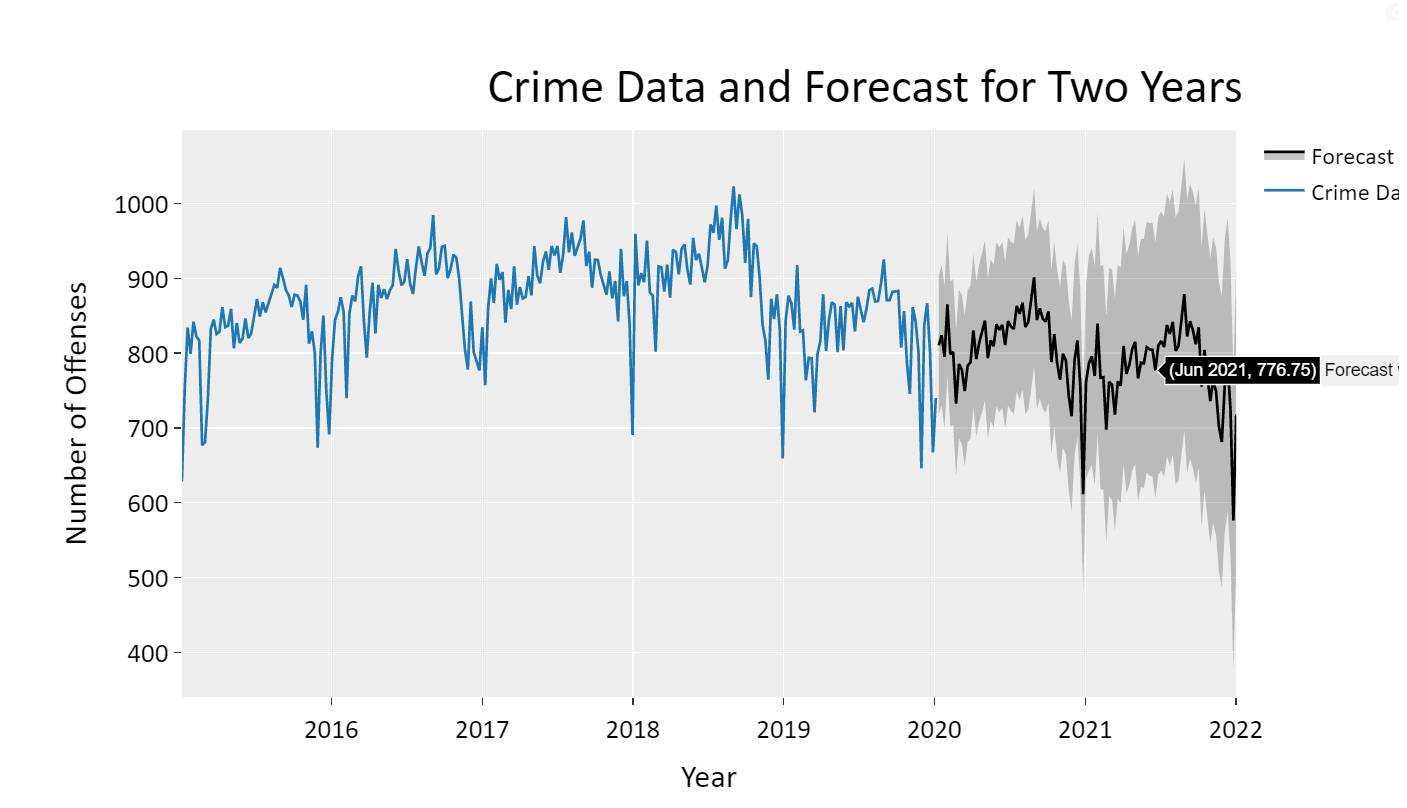 Crime Data and Forecast for Two Years
Forecast
Crime Da
Number of Offenses
1000
900
800
700
600
500
400
(Jun 2021, 776.75) Forecast
2016 2017 2018 2019 2020 2021 2022
Year